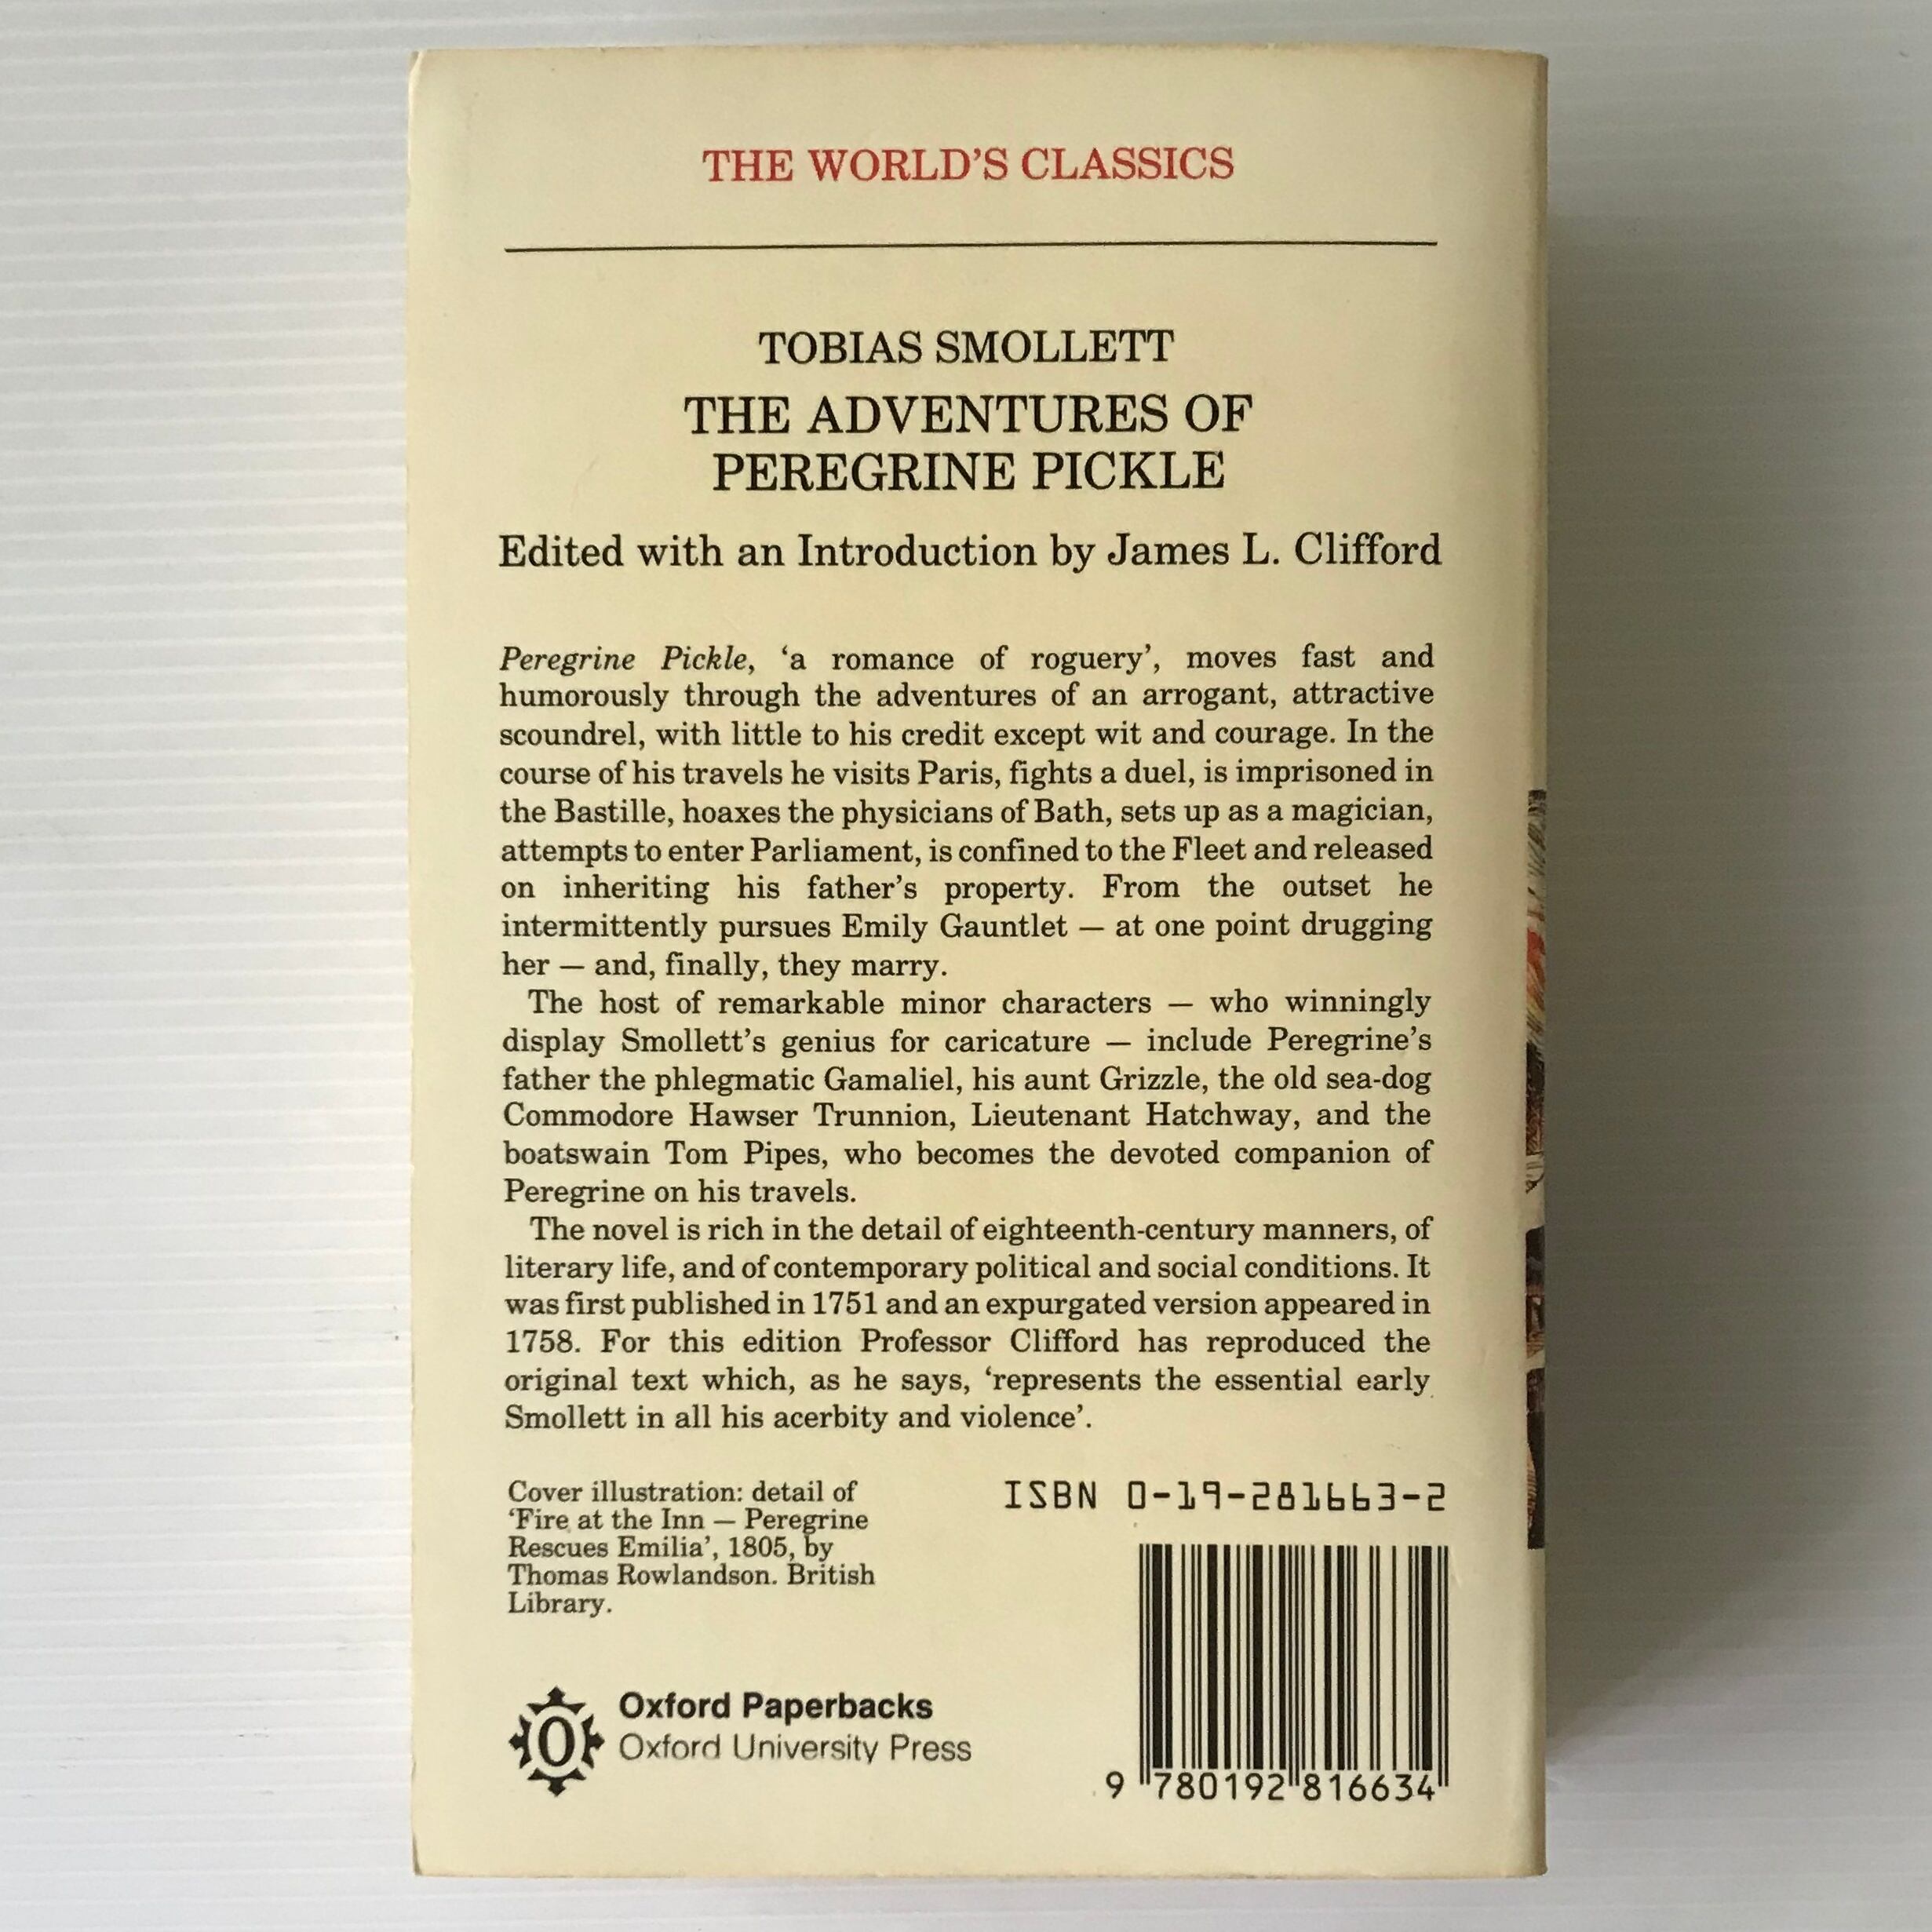 THE WORLD'S CLASSICS
TOBIAS SMOLLETT
THE ADVENTURES OF
PEREGRINE PICKLE
Edited with an Introduction by James L. Clifford
Peregrine Pickle, ‘a romance of roguery’, moves fast and
humorously through the adventures of an arrogant, attractive
scoundrel, with little to his credit except wit and courage. In the
course of his travels he visits Paris, fights a duel, is imprisoned in
the Bastille, hoaxes the physicians of Bath, sets up as a magician,
attempts to enter Parliament, is confined to the Fleet and released
on inheriting his father’s property. From the outset he
intermittently pursues Emily Gauntlet — at one point drugging
her — and, finally, they marry.
The host of remarkable minor characters — who winningly
display Smollett’s genius for caricature — include Peregrine’s
father the phlegmatic Gamaliel, his aunt Grizzle, the old sea-dog
Commodore Hawser Trunnion, Lieutenant Hatchway, and the
boatswain Tom Pipes, who becomes the devoted companion of
Peregrine on his travels.
The novel is rich in the detail of eighteenth-century manners, of
literary life, and of contemporary political and social conditions. It
was first published in 1751 and an expurgated version appeared in
1758. For this edition Professor Clifford has reproduced the
original text which, as he says, ‘represents the essential early
Smollett in all his acerbity and violence’.
Cover illustration: detail of
‘Fire at the Inn — Peregrine
Rescues Emilia’, 1805, by
Thomas Rowlandson. British
Library.
ISBN 0-19-281663-2
Oxford Paperbacks
Oxford University Press
9 780192 816634